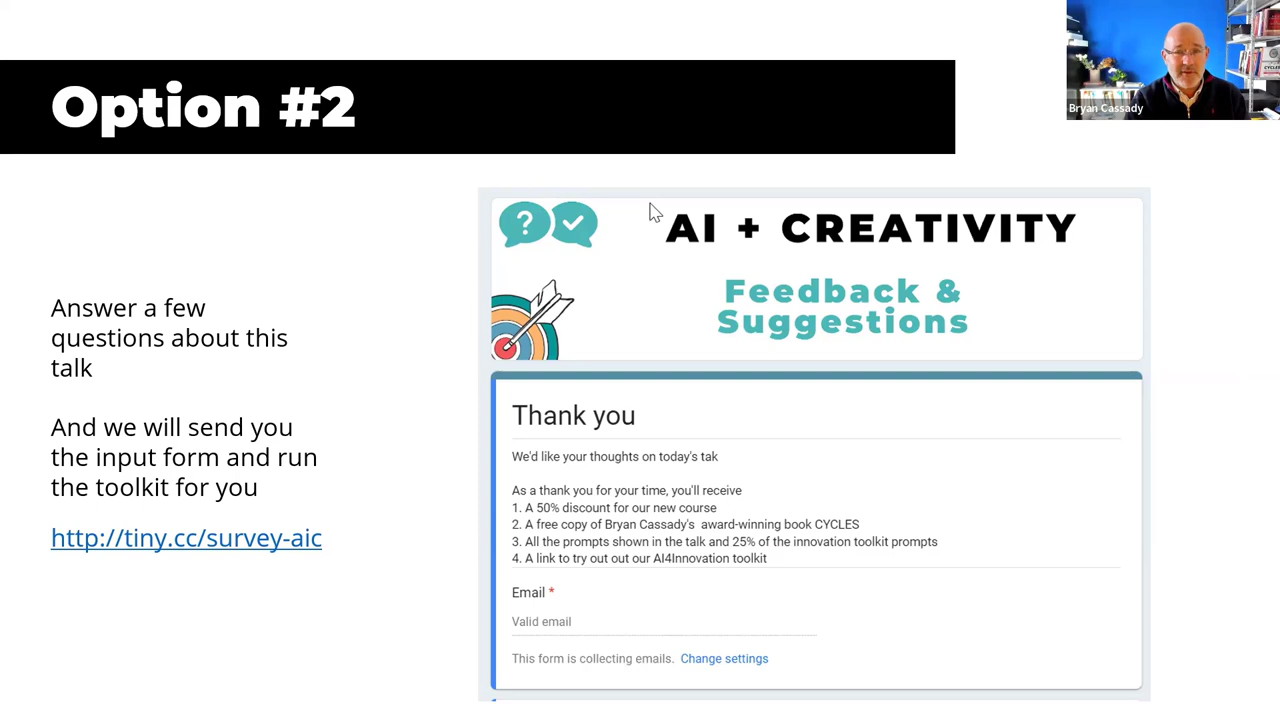 Option #2
Bryan Cassady
Answer a few
questions about this
talk
And we will send you
the input form and run
the toolkit for you
http://tiny.cc/survey-aic
AI + CREATIVITY
Feedback &
Suggestions
Thank you
We'd like your thoughts on today's tak
As a thank you for your time, you'll receive
1. A 50% discount for our new course
2. A free copy of Bryan Cassady's award-winning book CYCLES
3. All the prompts shown in the talk and 25% of the innovation toolkit prompts
4. A link to try out out our AI4Innovation toolkit
Email *
Valid email
This form is collecting emails. Change settings